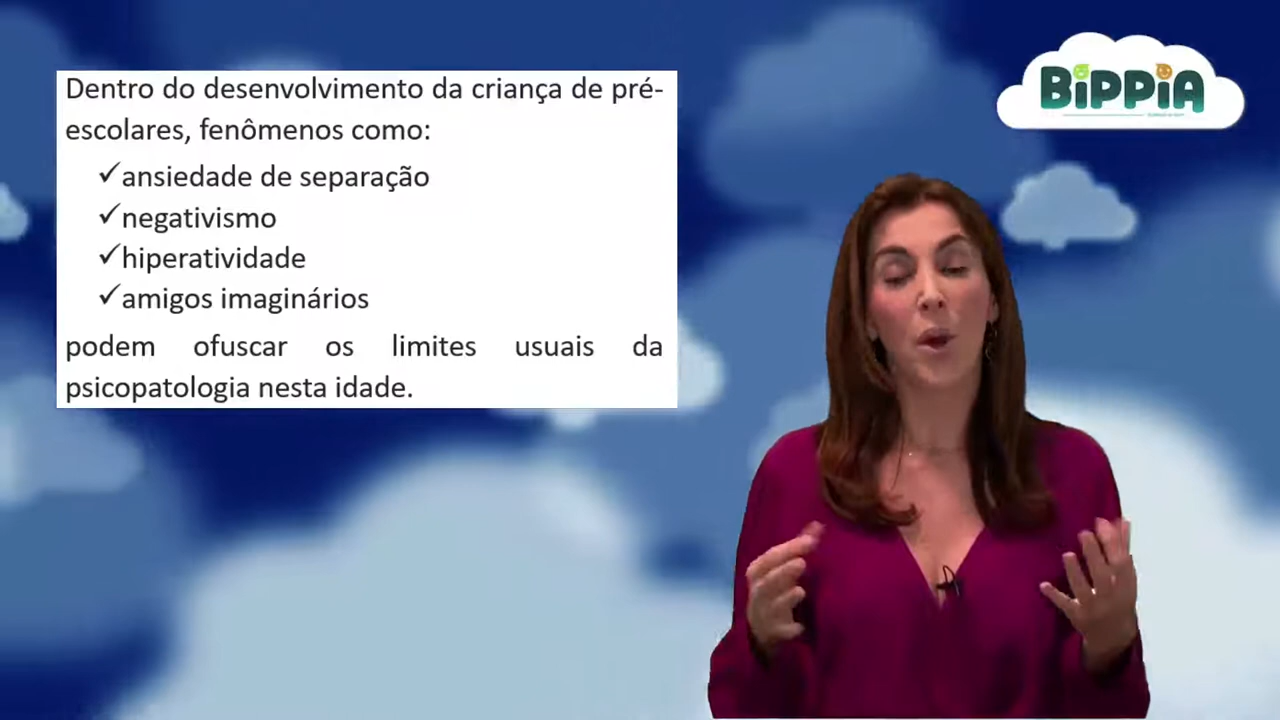 Dentro do desenvolvimento da criança de pré-
escolares, fenômenos como:
✓ansiedade de separação
✓negativismo
✓hiperatividade
✓amigos imaginários
podem ofuscar os limites usuais da
psicopatologia nesta idade.
BiPPiA